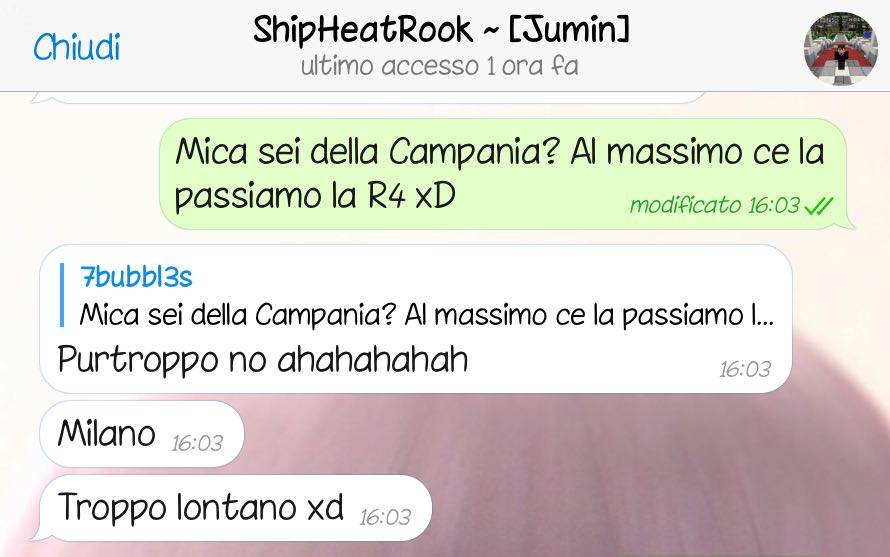 Chiudi
ShipHeatRook ~ [Jumin]
ultimo accesso 1 ora fa
Mica sei della Campania? Al massimo ce la
passiamo la R4 xD
modificato 16:03
7bubbl3s
Mica sei della Campania? Al massimo ce la passiamo l...
Purtroppo no ahahahahah
16:03
Milano 16:03
Troppo lontano xd 16:03